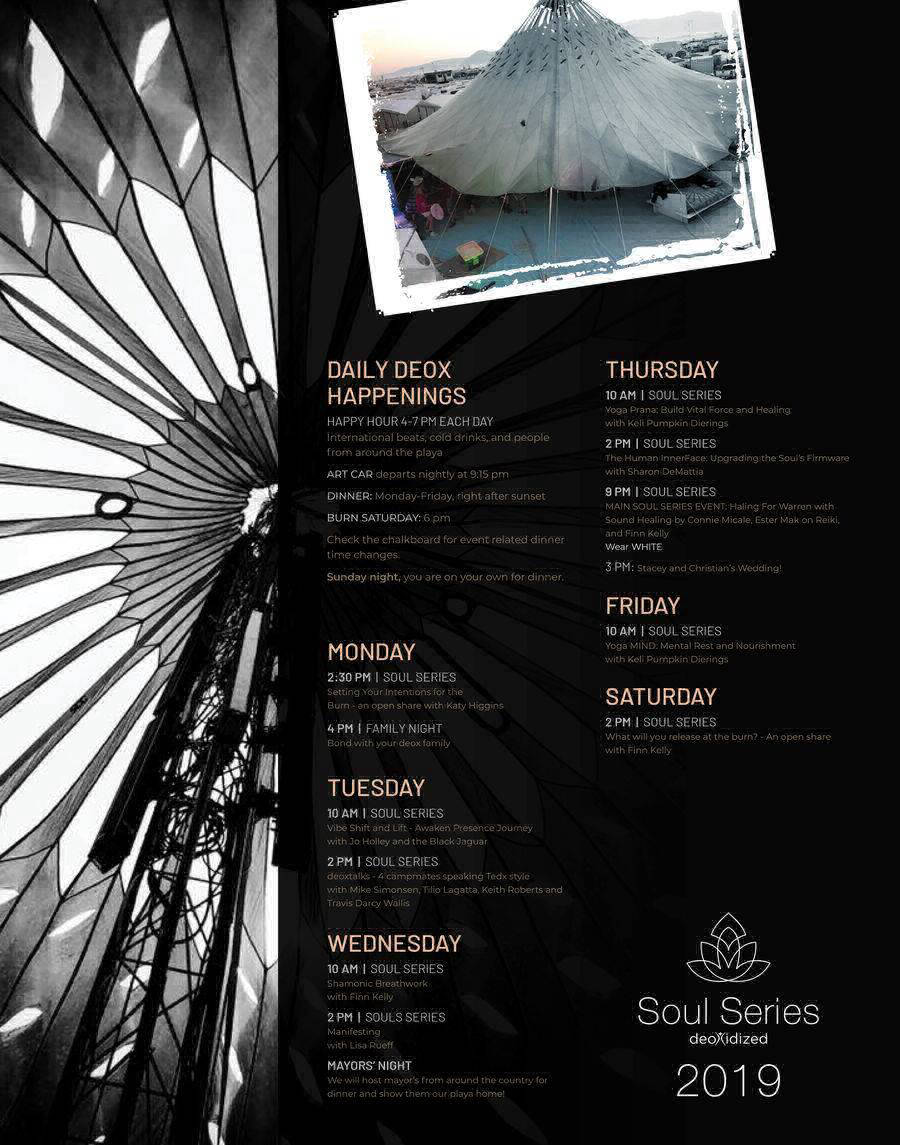 DAILY DEOX
HAPPENINGS
HAPPY HOUR 4-7 PM EACH DAY
International beats, cold drinks, and people
from around the playa
ART CAR departs nightly at 9:15 pm
DINNER: Monday-Friday, right after sunset
BURN SATURDAY: 6 pm
Check the chalkboard for event related dinner
time changes.
Sunday night, you are on your own for dinner.
MONDAY
2:30 PM | SOUL SERIES
Setting Your Intentions for the
Burn - an open share with Katy Higgins
4 PM | FAMILY NIGHT
Bond with your deox family
TUESDAY
10 AM | SOUL SERIES
Vibe Shift and Lift - Awaken Presence Journey
with Jo Holley and the Black Jaguar
2 PM | SOUL SERIES
deoxtalks - 4 campmates speaking Tedx style
with Mike Simonsen, Tilio Lagatta, Keith Roberts and
Travis Darcy Wallis
WEDNESDAY
10 AM | SOUL SERIES
Shamonic Breathwork
with Finn Kelly
2 PM | SOULS SERIES
Manifesting
with Lisa Rueff
MAYORS' NIGHT
We will host mayor's from around the country for
dinner and show them our playa home!
THURSDAY
10 AM | SOUL SERIES
Yoga Prana: Build Vital Force and Healing
with Keli Pumpkin Dierings
2 PM | SOUL SERIES
The Human InnerFace: Upgrading the Soul's Firmware
with Sharon DeMattia
9 PM | SOUL SERIES
MAIN SOUL SERIES EVENT: Haling For Warren with
Sound Healing by Connie Micale, Ester Mak on Reiki,
and Finn Kelly
Wear WHITE
3 PM: Stacey and Christian's Wedding!
FRIDAY
10 AM | SOUL SERIES
Yoga MIND: Mental Rest and Nourishment
with Keli Pumpkin Dierings
SATURDAY
2 PM | SOUL SERIES
What will you release at the burn? - An open share
with Finn Kelly
Soul Series
deoxidized
2019